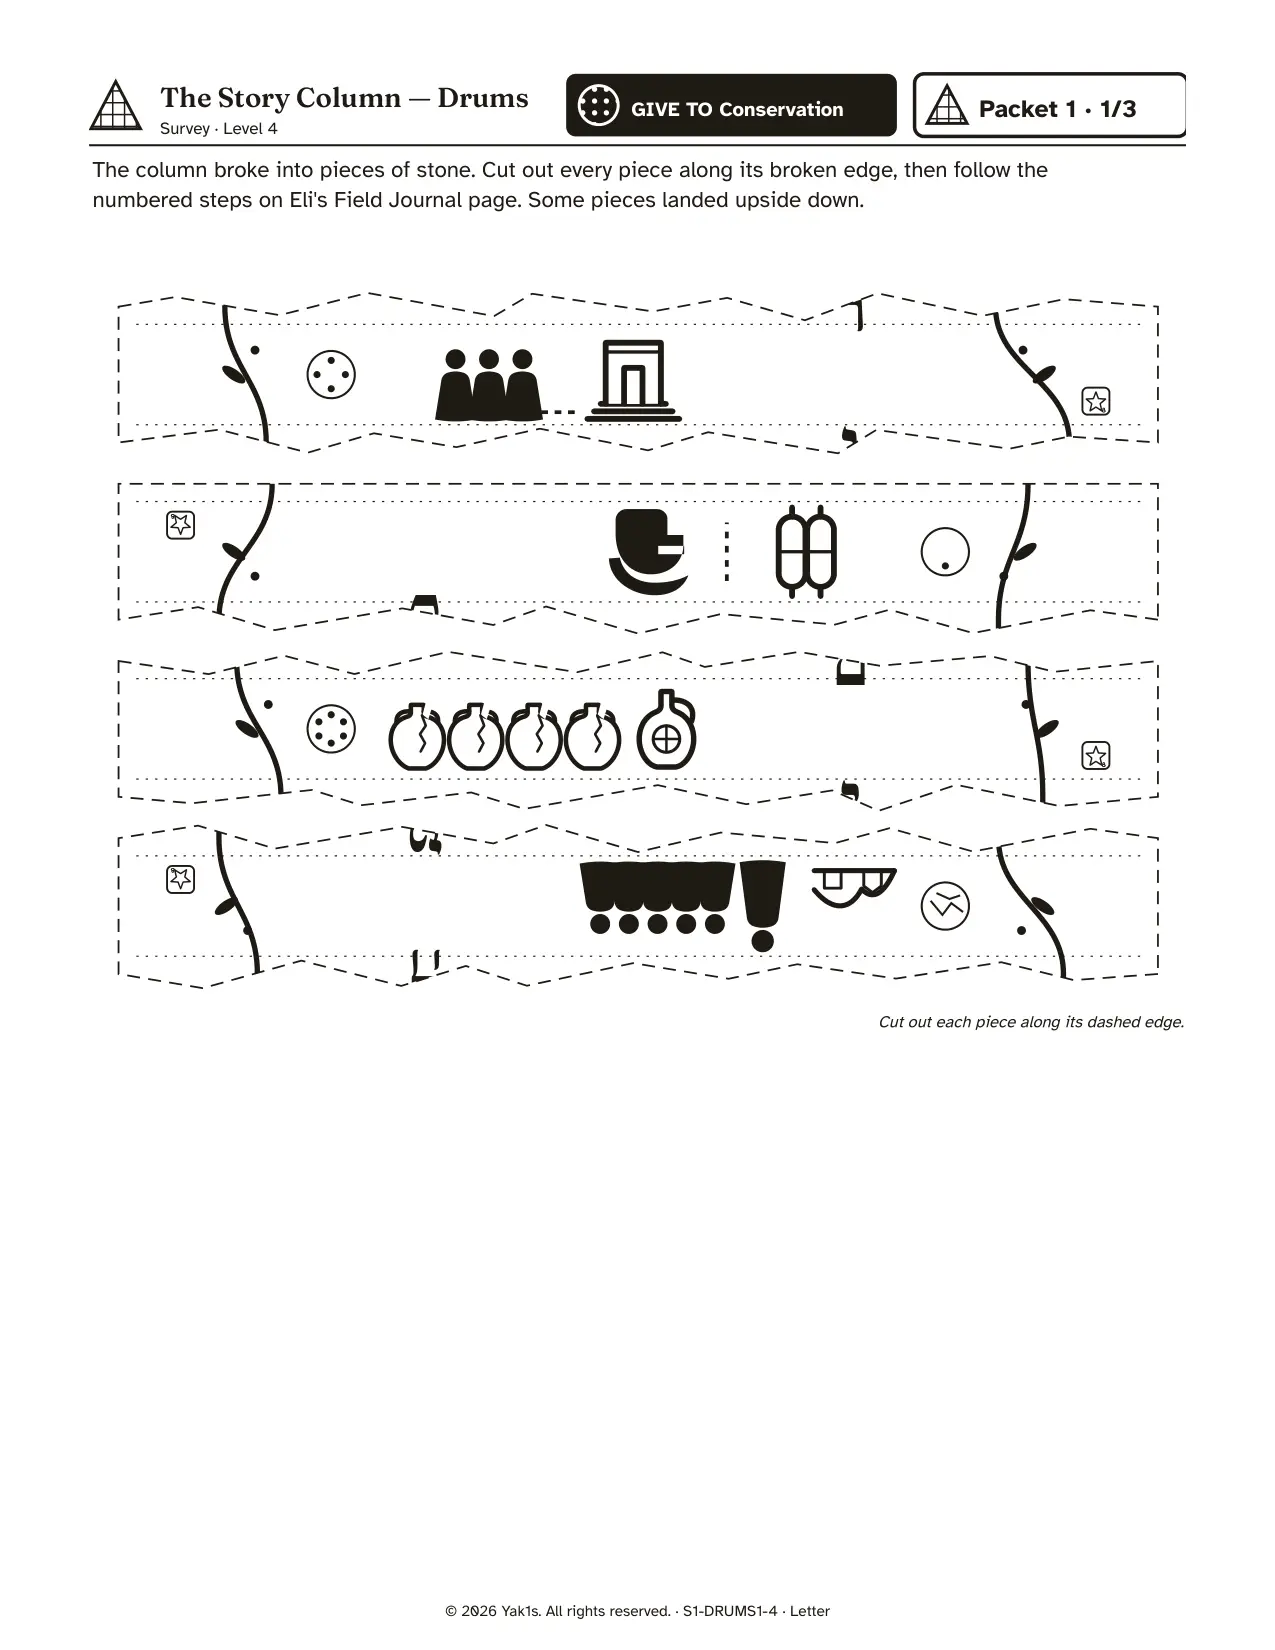 The Story Column — Drums
Survey · Level 4
GIVE TO Conservation
Packet 1 · 1/3
The column broke into pieces of stone. Cut out every piece along its broken edge, then follow the
numbered steps on Eli's Field Journal page. Some pieces landed upside down.
Cut out each piece along its dashed edge.
© 2026 Yak1s. All rights reserved. · S1-DRUMS1-4 · Letter